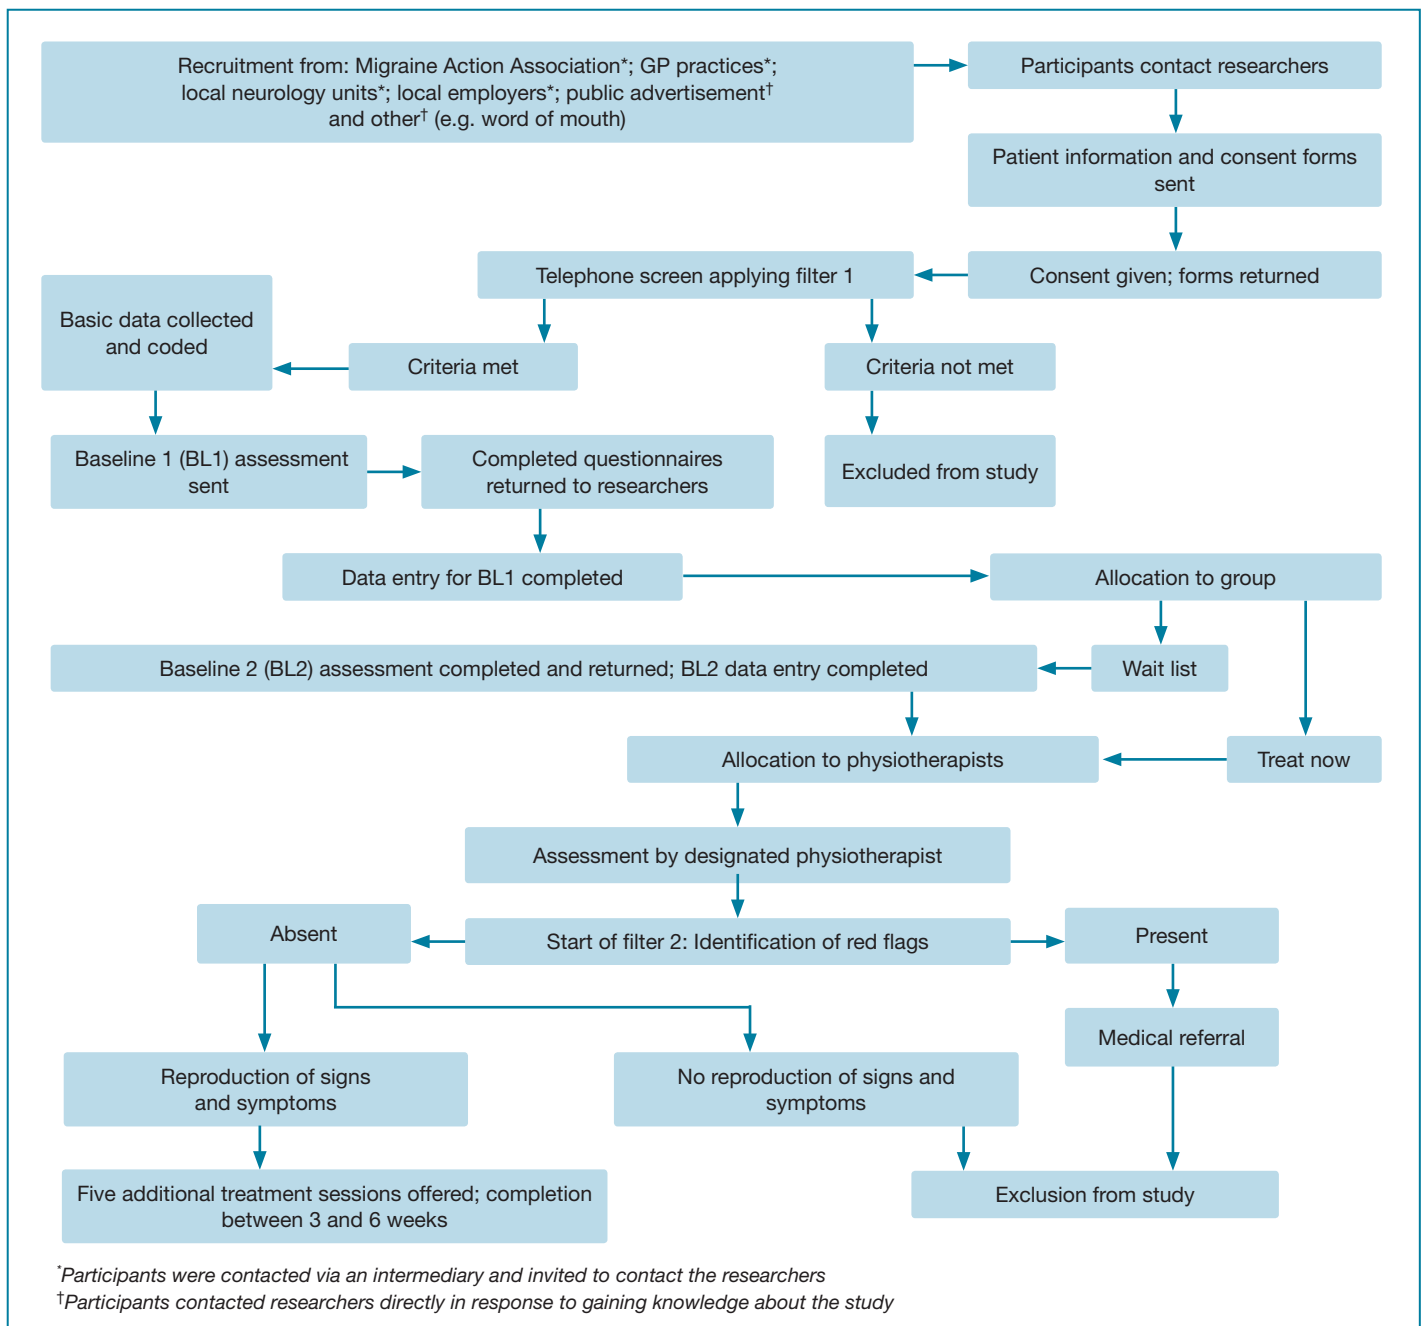 Recruitment from: Migraine Action Association*; GP practices*;
local neurology units*; local employers*; public advertisement†
and other† (e.g. word of mouth)
Participants contact researchers
Patient information and consent forms
sent
Consent given; forms returned
Telephone screen applying filter 1
Criteria met
Criteria not met
Basic data collected
and coded
Excluded from study
Baseline 1 (BL1) assessment
sent
Completed questionnaires
returned to researchers
Data entry for BL1 completed
Allocation to group
Wait list
Baseline 2 (BL2) assessment completed and returned; BL2 data entry completed
Treat now
Allocation to physiotherapists
Assessment by designated physiotherapist
Start of filter 2: Identification of red flags
Absent
Present
Medical referral
Reproduction of signs
and symptoms
No reproduction of signs and
symptoms
Five additional treatment sessions offered; completion
between 3 and 6 weeks
Exclusion from study
*Participants were contacted via an intermediary and invited to contact the researchers
†Participants contacted researchers directly in response to gaining knowledge about the study